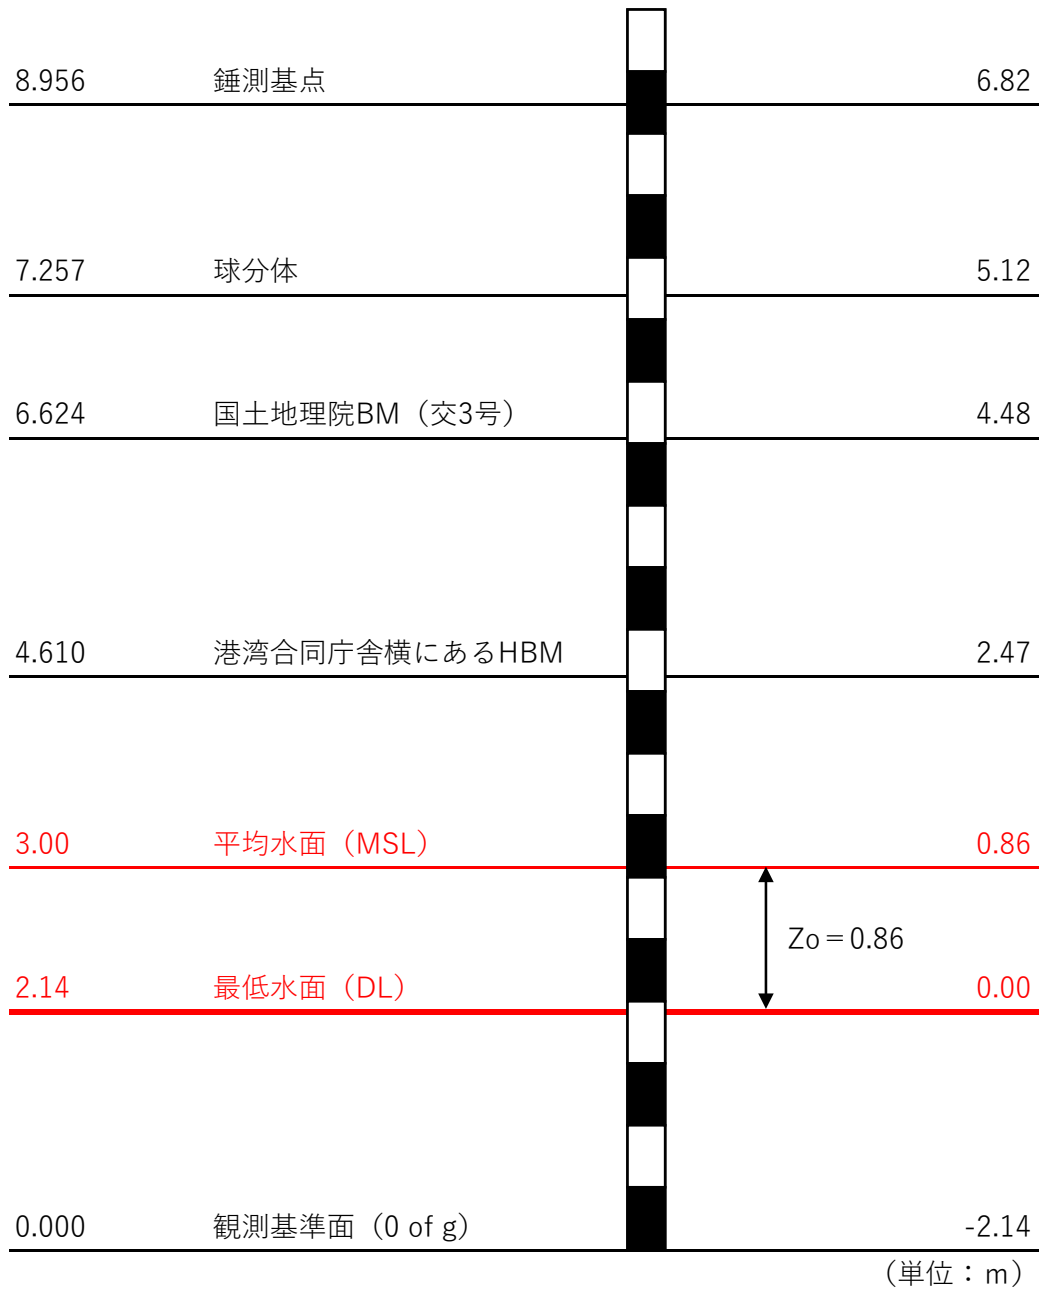 8.956 錘測基点 6.82
7.257 球分体 5.12
6.624 国土地理院BM（交3号） 4.48
4.610 港湾合同庁舎横にあるHBM 2.47
3.00 平均水面（MSL） 0.86
Zo＝0.86
2.14 最低水面（DL） 0.00
0.000 観測基準面（0 of g） -2.14
（単位：m）